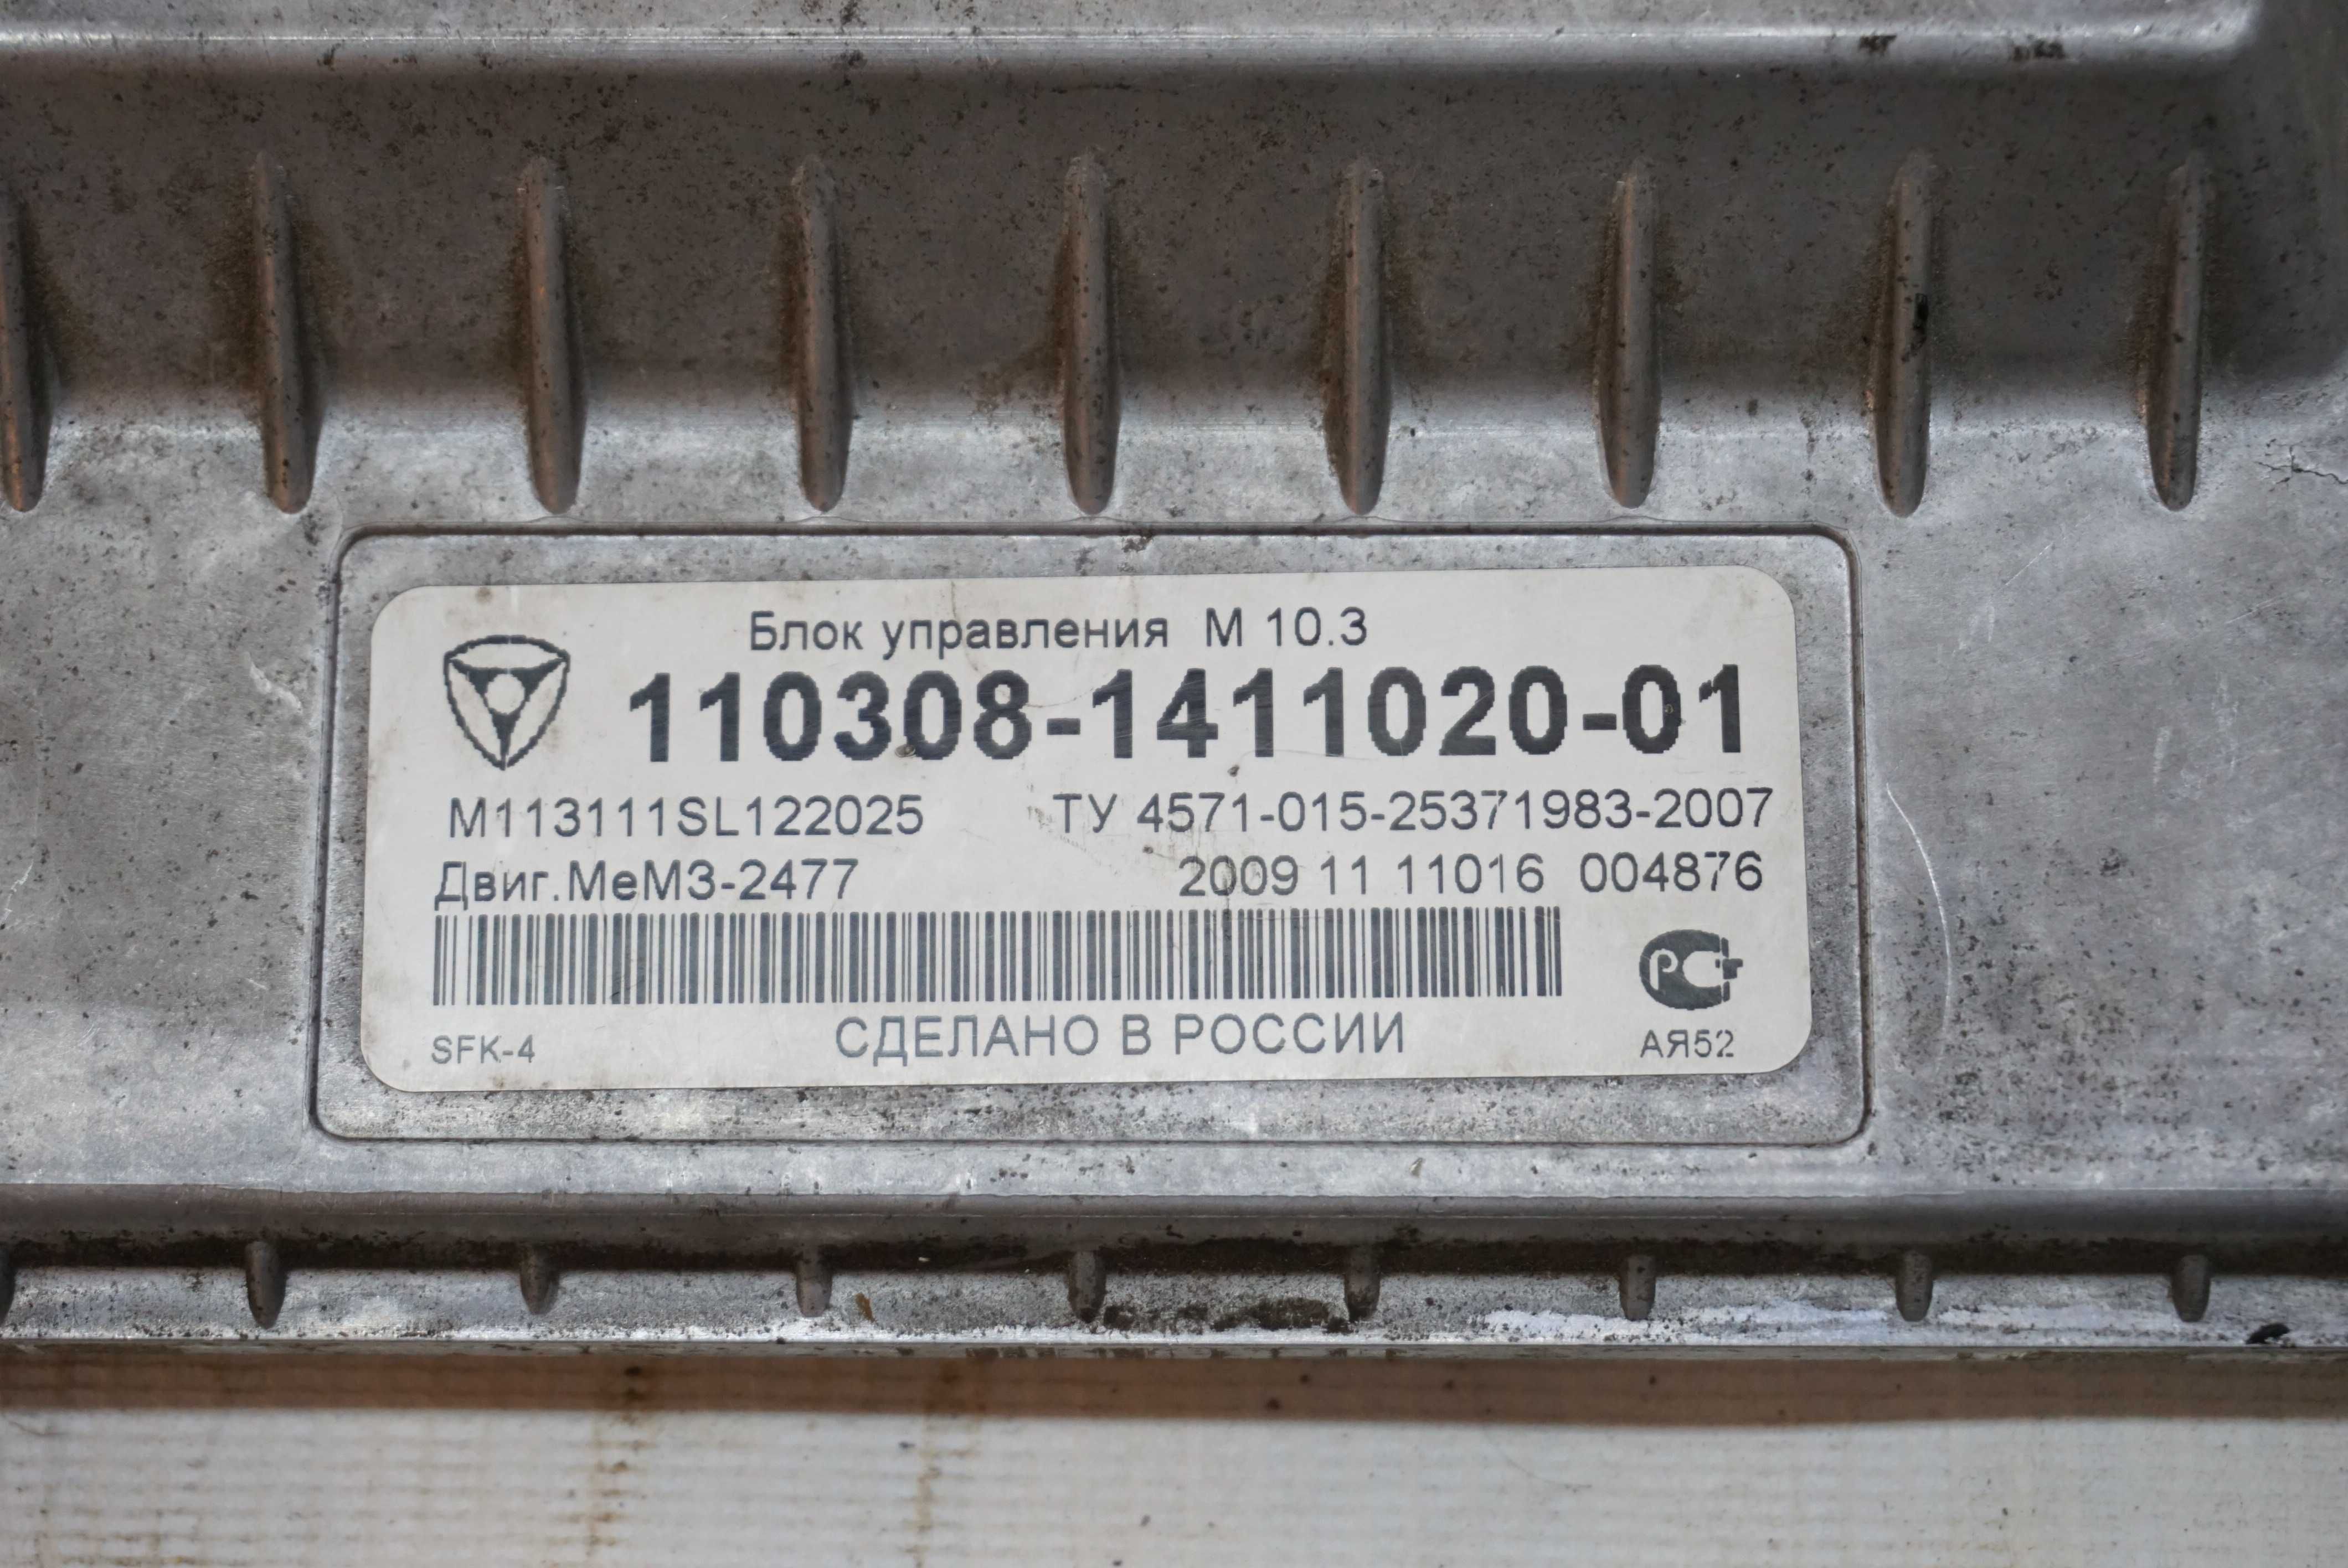 Блок управления М 10.3
110308-1411020-01
M113111SL122025 ТУ 4571-015-25371983-2007
Двиг.МеМЗ-2477 2009 11 11016 004876
РСТ
SFK-4 СДЕЛАНО В РОССИИ АЯ52